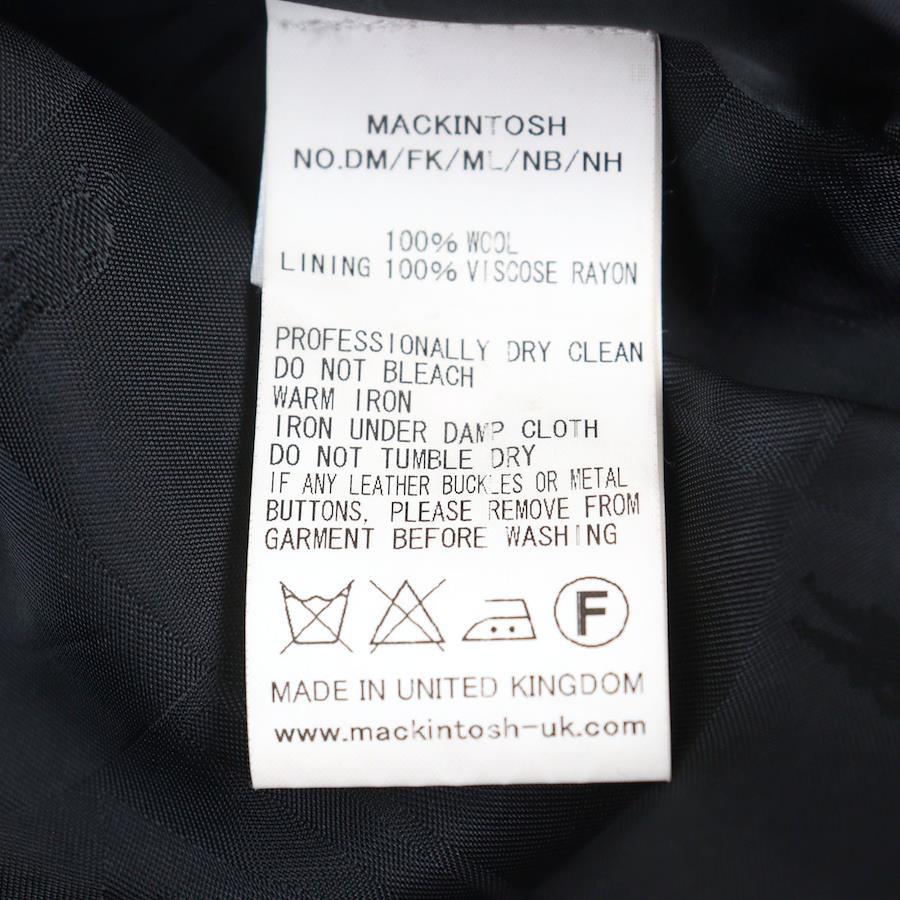 MACKINTOSH
NO.DM/FK/ML/NB/NH
100% WOOL
LINING 100% VISCOSE RAYON
PROFESSIONALLY DRY CLEAN
DO NOT BLEACH
WARM IRON
IRON UNDER DAMP CLOTH
DO NOT TUMBLE DRY
IF ANY LEATHER BUCKLES OR METAL
BUTTONS, PLEASE REMOVE FROM
GARMENT BEFORE WASHING
F
MADE IN UNITED KINGDOM
www.mackintosh-uk.com